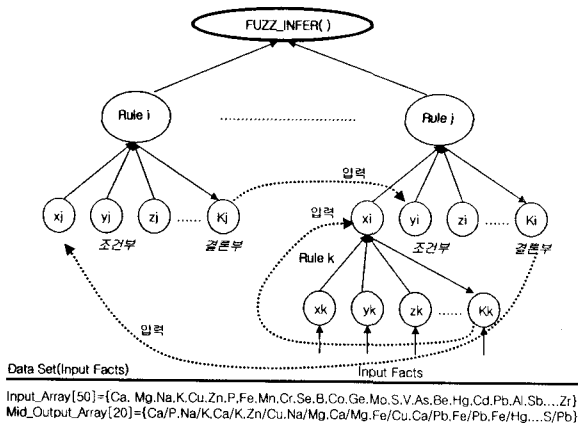 FUZZ_INFER( )
Rule i
Rule j
입력
입력
xj yj zj Kj
xi yi zi Ki
조건부 결론부
조건부 결론부
Rule k
xk yk zk Kk
입력
Input Facts
Data Set(Input Facts)
Input_Array[50]={Ca, Mg,Na,K,Cu,Zn,P,Fe,Mn,Cr,Se,B,Co,Ge,Mo,S,V,As,Be,Hg,Cd,Pb,Al,Sb....Zr}
Mid_Output_Array[20]={Ca/P,Na/K,Ca/K,Zn/Cu,Na/Mg,Ca/Mg,Fe/Cu,Ca/Pb,Fe/Pb,Fe/Hg....S/Pb}